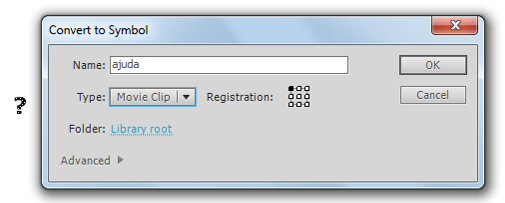 Convert to Symbol
Name: ajuda
OK
?
Type: Movie Clip Registration:
Cancel
Folder: Library root
Advanced